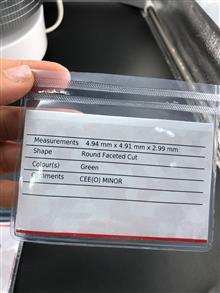 Measurements 4.94 mm x 4.91 mm x 2.99 mm
Shape Round Faceted Cut
Colour(s) Green
Comments CEE(O) MINOR